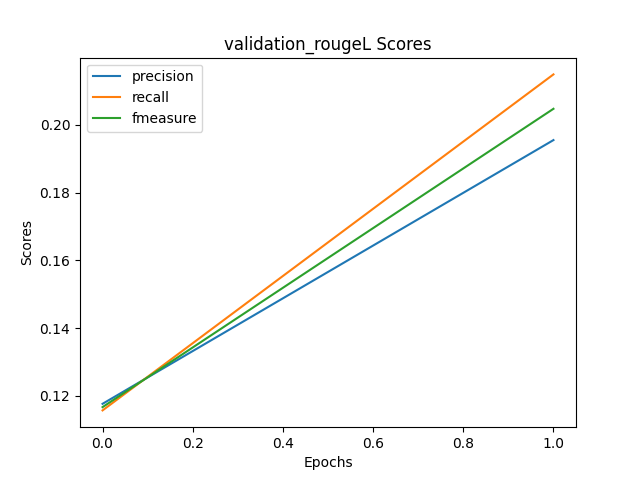 validation_rougeL Scores
precision
recall
fmeasure
Scores
0.20
0.18
0.16
0.14
0.12
0.0 0.2 0.4 0.6 0.8 1.0
Epochs